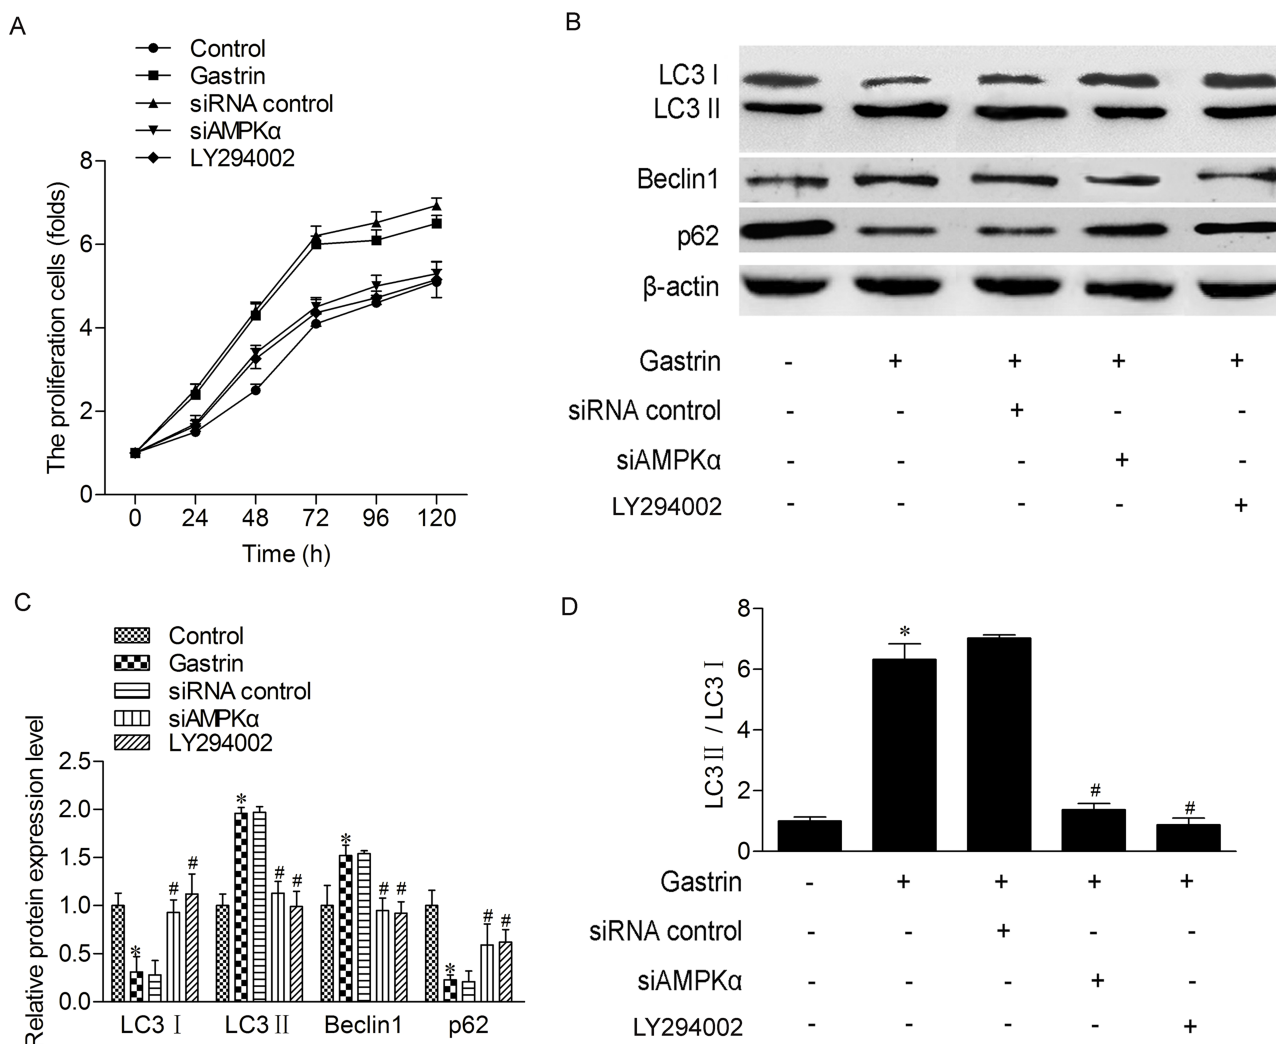 A
Control
Gastrin
siRNA control
siAMPKα
LY294002
The proliferation cells (folds)
8
6
4
2
0
0 24 48 72 96 120
Time (h)
B
LC3 I
LC3 II
Beclin1
p62
β-actin
Gastrin - + + + +
siRNA control - - + - -
siAMPKα - - - + -
LY294002 - - - - +
C
Control
Gastrin
siRNA control
siAMPKα
LY294002
Relative protein expression level
2.5
2.0
1.5
1.0
0.5
0.0
* # #
* # #
* # #
* # #
LC3 I LC3 II Beclin1 p62
D
LC3 II / LC3 I
8
6
4
2
0
* # #
Gastrin - + + + +
siRNA control - - + - -
siAMPKα - - - + -
LY294002 - - - - +